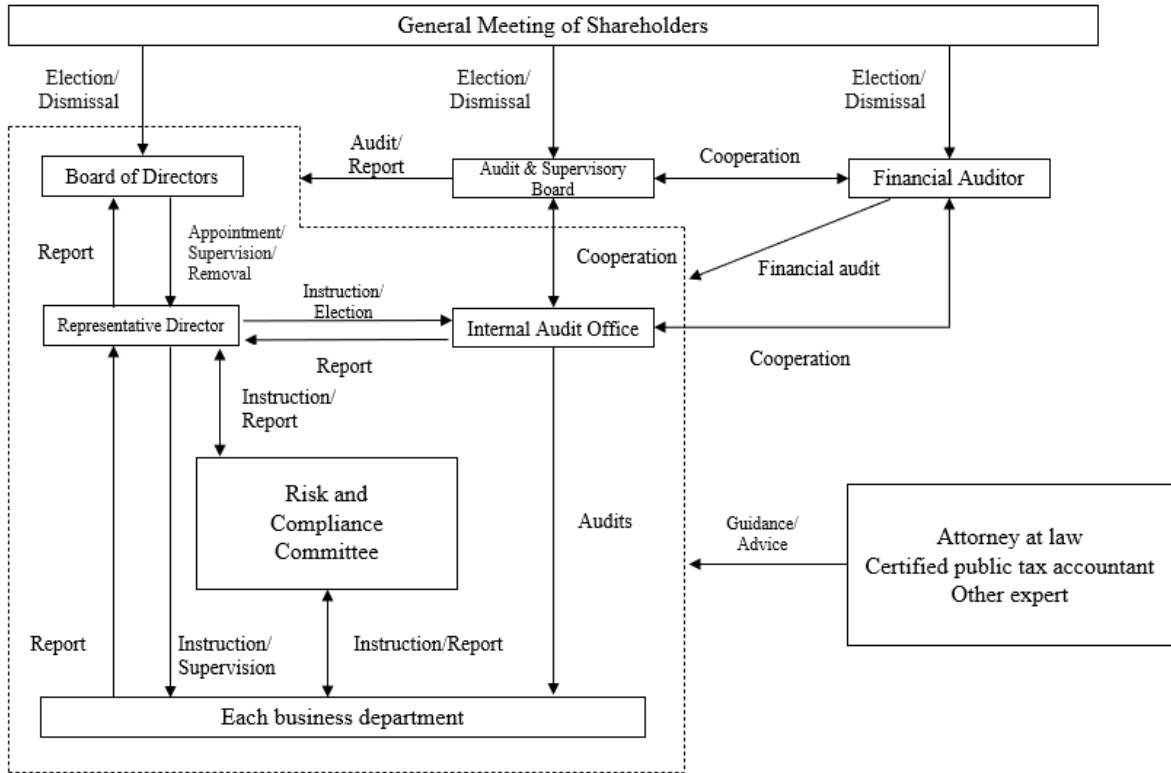 General Meeting of Shareholders
Election/
Dismissal
Election/
Dismissal
Election/
Dismissal
Audit/
Report
Cooperation
Board of Directors
Audit & Supervisory
Board
Financial Auditor
Report
Appointment/
Supervision/
Removal
Cooperation
Financial audit
Instruction/
Election
Representative Director
Internal Audit Office
Report
Cooperation
Instruction/
Report
Risk and
Compliance
Committee
Audits
Guidance/
Advice
Attorney at law
Certified public tax accountant
Other expert
Report
Instruction/
Supervision
Instruction/Report
Each business department